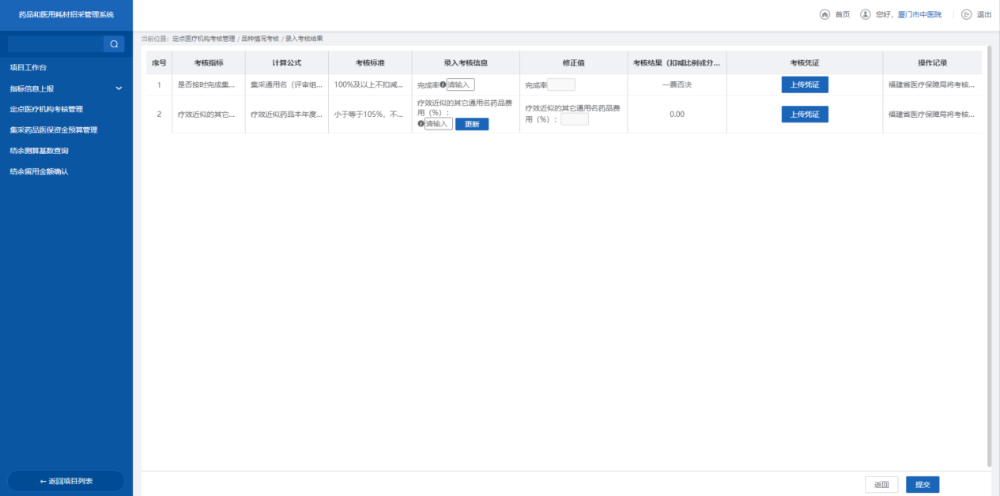 药品和医用耗材招采管理系统
首页
您好，厦门市中医院
退出
当前位置：定点医疗机构考核管理 / 品种情况考核 / 录入考核结果
项目工作台
指标信息上报
定点医疗机构考核管理
集采药品医保资金预算管理
结余测算基数查询
结余留用金额确认
序号 考核指标 计算公式 考核标准 录入考核信息 修正值 考核结果（扣减比例或分... 考核凭证 操作记录
1 是否按时完成集... 集采通用名（评审组... 100%及以上不扣减... 完成率 请输入 完成率 一票否决 上传凭证 福建省医疗保障局将考核...
2 疗效近似的其它... 疗效近似药品本年度... 小于等于105%，不... 疗效近似的其它通用名药品费
用（%）：
请输入 更新
疗效近似的其它通用名药品费
用（%）：
0.00 上传凭证 福建省医疗保障局将考核...
←返回项目列表
返回 提交